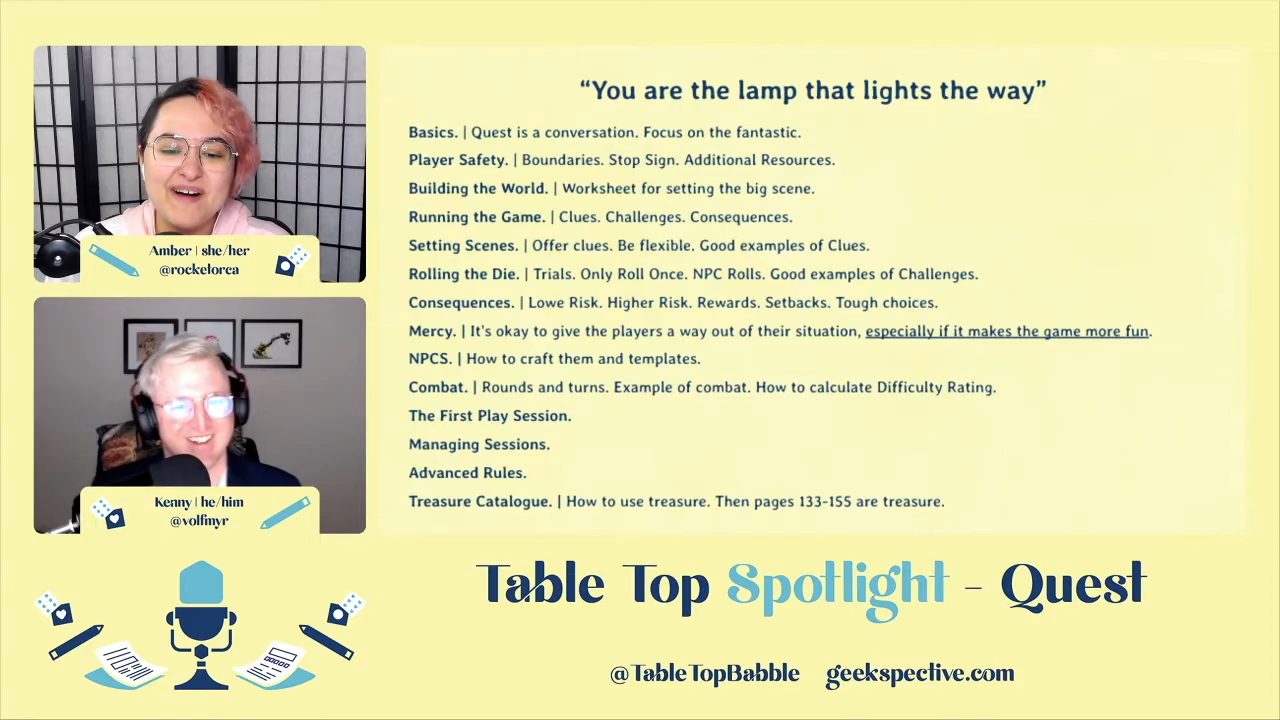 Amber | she/her
@rocketorca
Kenny | he/him
@volfmyr
“You are the lamp that lights the way”
Basics. | Quest is a conversation. Focus on the fantastic.
Player Safety. | Boundaries. Stop Sign. Additional Resources.
Building the World. | Worksheet for setting the big scene.
Running the Game. | Clues. Challenges. Consequences.
Setting Scenes. | Offer clues. Be flexible. Good examples of Clues.
Rolling the Die. | Trials. Only Roll Once. NPC Rolls. Good examples of Challenges.
Consequences. | Lowe Risk. Higher Risk. Rewards. Setbacks. Tough choices.
Mercy. | It's okay to give the players a way out of their situation, especially if it makes the game more fun.
NPCS. | How to craft them and templates.
Combat. | Rounds and turns. Example of combat. How to calculate Difficulty Rating.
The First Play Session.
Managing Sessions.
Advanced Rules.
Treasure Catalogue. | How to use treasure. Then pages 133-155 are treasure.
Table Top Spotlight - Quest
@TableTopBabble geekspective.com